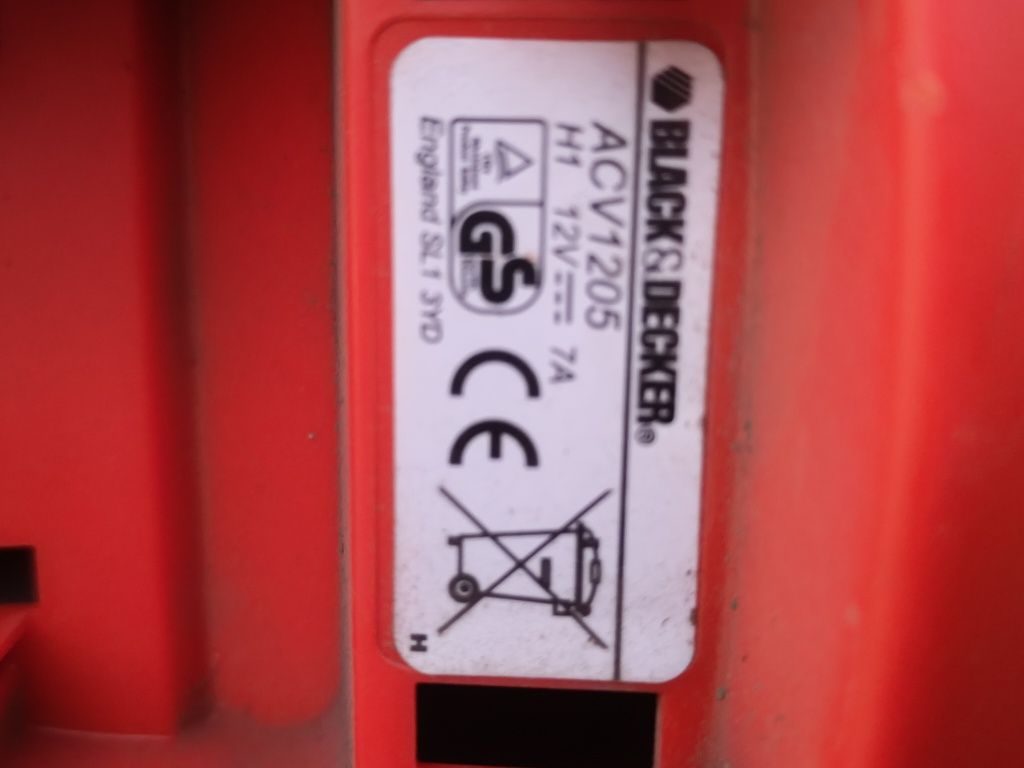 BLACK&DECKER®
ACV1205
H1 12V 7A
GS
CE
England SL1 3YD
H